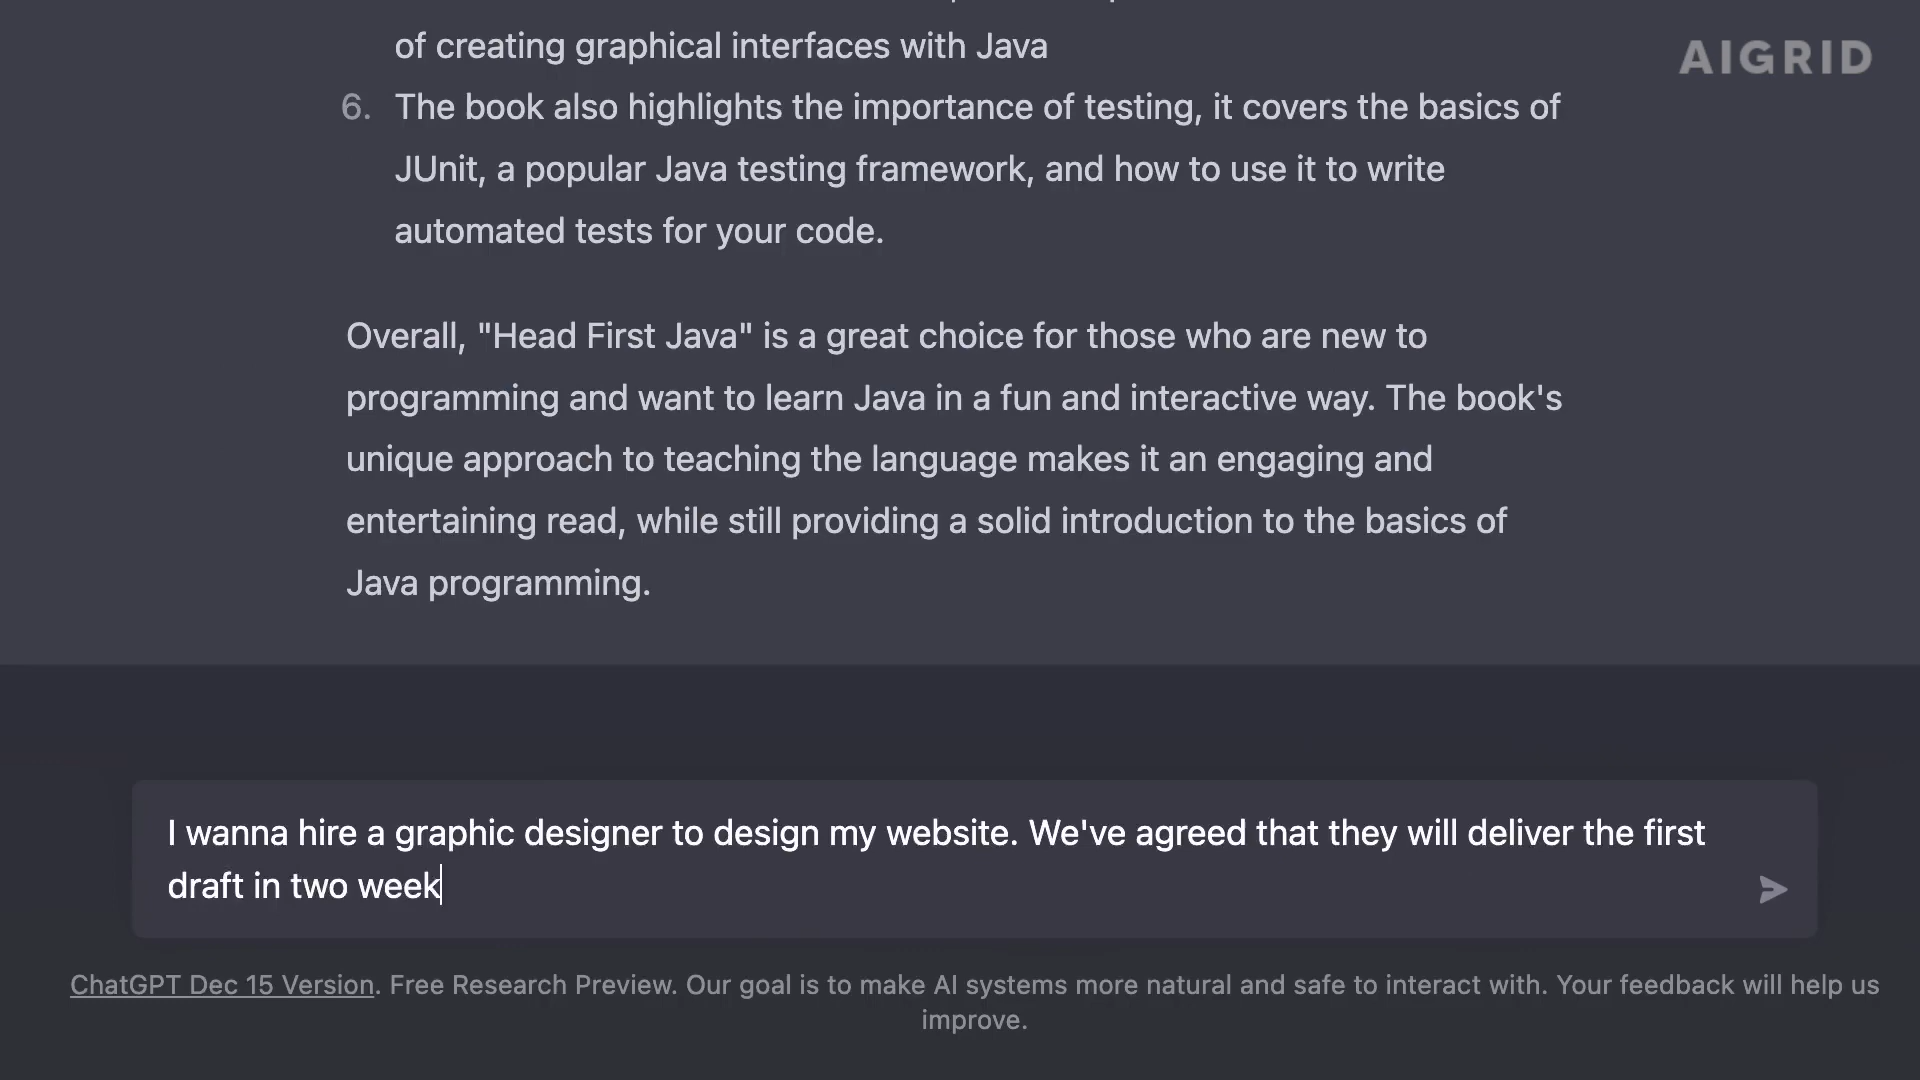 of creating graphical interfaces with Java
AIGRID
6. The book also highlights the importance of testing, it covers the basics of
JUnit, a popular Java testing framework, and how to use it to write
automated tests for your code.
Overall, "Head First Java" is a great choice for those who are new to
programming and want to learn Java in a fun and interactive way. The book's
unique approach to teaching the language makes it an engaging and
entertaining read, while still providing a solid introduction to the basics of
Java programming.
I wanna hire a graphic designer to design my website. We've agreed that they will deliver the first
draft in two week
ChatGPT Dec 15 Version. Free Research Preview. Our goal is to make AI systems more natural and safe to interact with. Your feedback will help us
improve.